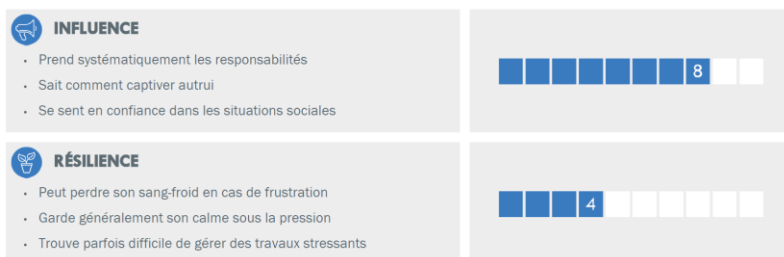 INFLUENCE
• Prend systématiquement les responsabilités
• Sait comment captiver autrui
• Se sent en confiance dans les situations sociales
8
RÉSILIENCE
• Peut perdre son sang-froid en cas de frustration
• Garde généralement son calme sous la pression
• Trouve parfois difficile de gérer des travaux stressants
4